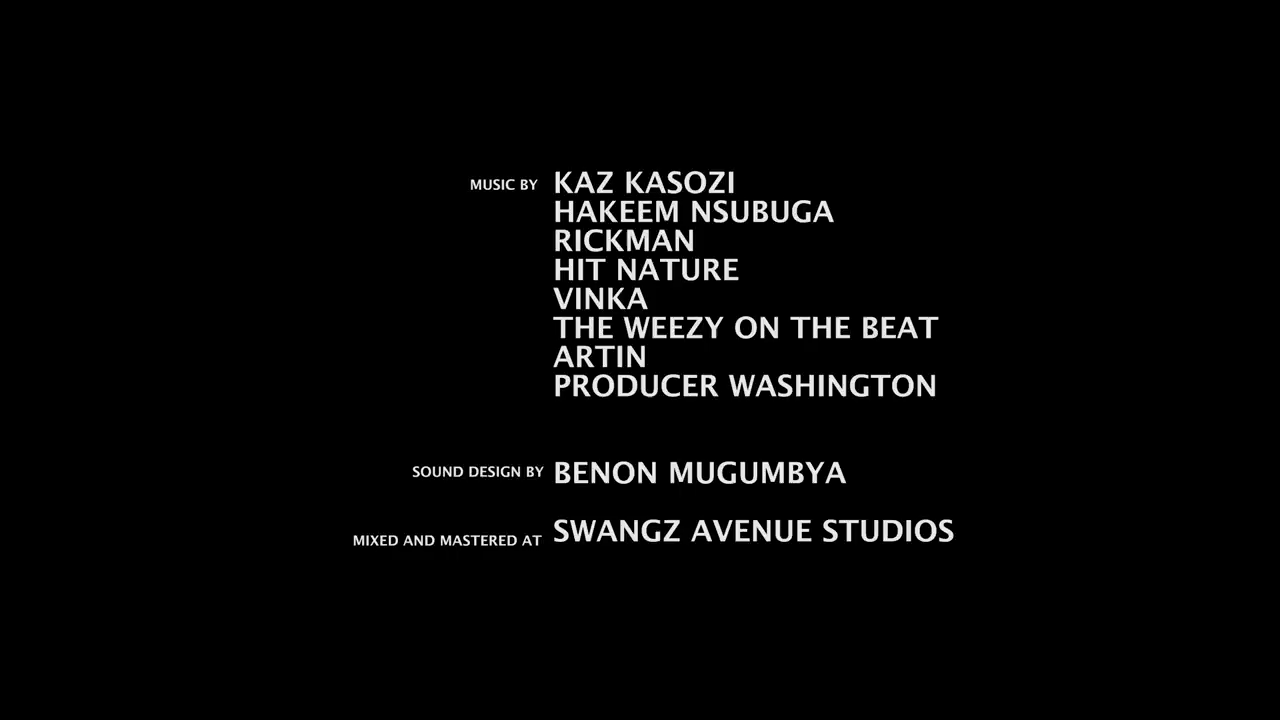 MUSIC BY KAZ KASOZI
HAKEEM NSUBUGA
RICKMAN
HIT NATURE
VINKA
THE WEEZY ON THE BEAT
ARTIN
PRODUCER WASHINGTON
SOUND DESIGN BY BENON MUGUMBYA
MIXED AND MASTERED AT SWANGZ AVENUE STUDIOS